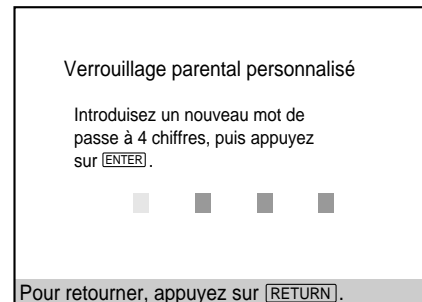 Verrouillage parental personnalisé
Introduisez un nouveau mot de
passe à 4 chiffres, puis appuyez
sur ENTER.
Pour retourner, appuyez sur RETURN.